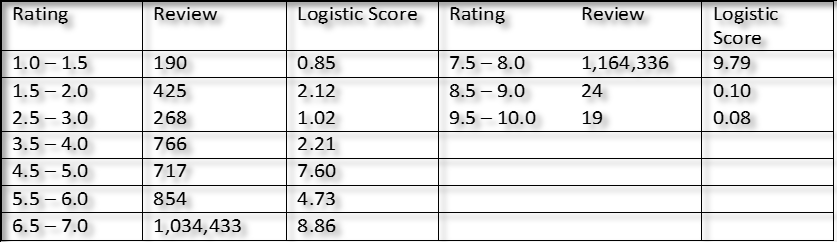 Rating Review Logistic Score Rating Review Logistic
Score
1.0 – 1.5 190 0.85 7.5 – 8.0 1,164,336 9.79
1.5 – 2.0 425 2.12 8.5 – 9.0 24 0.10
2.5 – 3.0 268 1.02 9.5 – 10.0 19 0.08
3.5 – 4.0 766 2.21
4.5 – 5.0 717 7.60
5.5 – 6.0 854 4.73
6.5 – 7.0 1,034,433 8.86